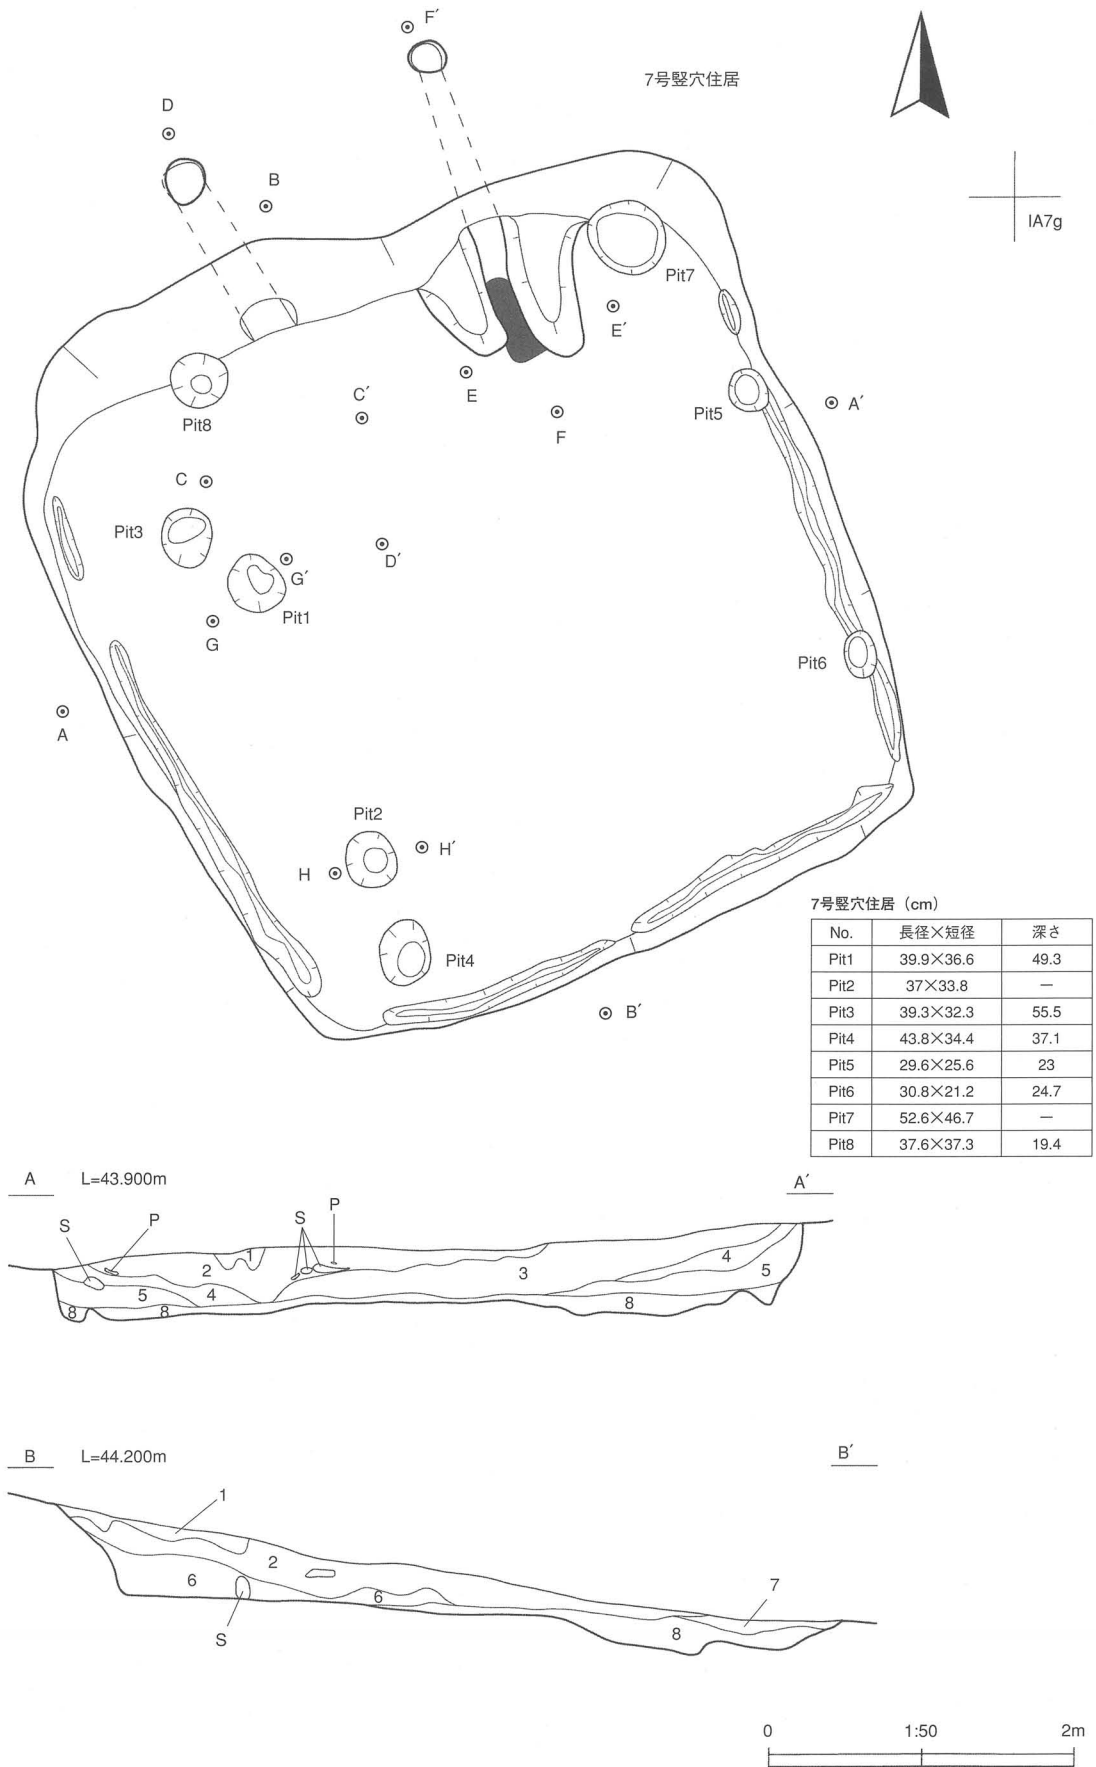 F′
7号竪穴住居
D
B
IA7g
Pit7
E′
C′
E
Pit5
A′
Pit8
F
C
Pit3
D′
G′
Pit1
G
Pit6
A
Pit2
H
H′
Pit4
B′
7号竪穴住居（cm）
No. 長径×短径 深さ
Pit1 39.9×36.6 49.3
Pit2 37×33.8 ―
Pit3 39.3×32.3 55.5
Pit4 43.8×34.4 37.1
Pit5 29.6×25.6 23
Pit6 30.8×21.2 24.7
Pit7 52.6×46.7 ―
Pit8 37.6×37.3 19.4
A L=43.900m A′
S P S P
1
2 3 4
5 4 5
8 8 8
B L=44.200m B′
1
2
6 6 7
S 8
0 1:50 2m